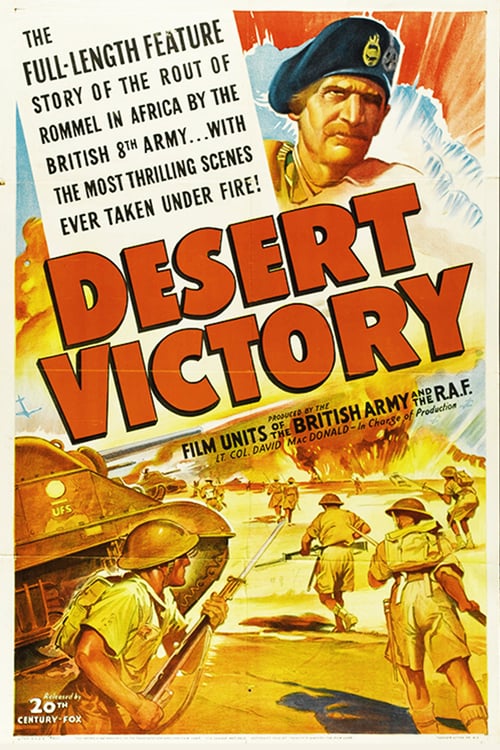 THE
FULL-LENGTH FEATURE
STORY OF THE ROUT OF
ROMMEL IN AFRICA BY THE
BRITISH 8TH ARMY...WITH
THE MOST THRILLING SCENES
EVER TAKEN UNDER FIRE!
DESERT
VICTORY
PRODUCED BY THE
FILM UNITS OF THE BRITISH ARMY AND THE R.A.F.
LT. COL. DAVID MACDONALD-In Charge of Production
UFS
Released by
20TH
CENTURY-FOX